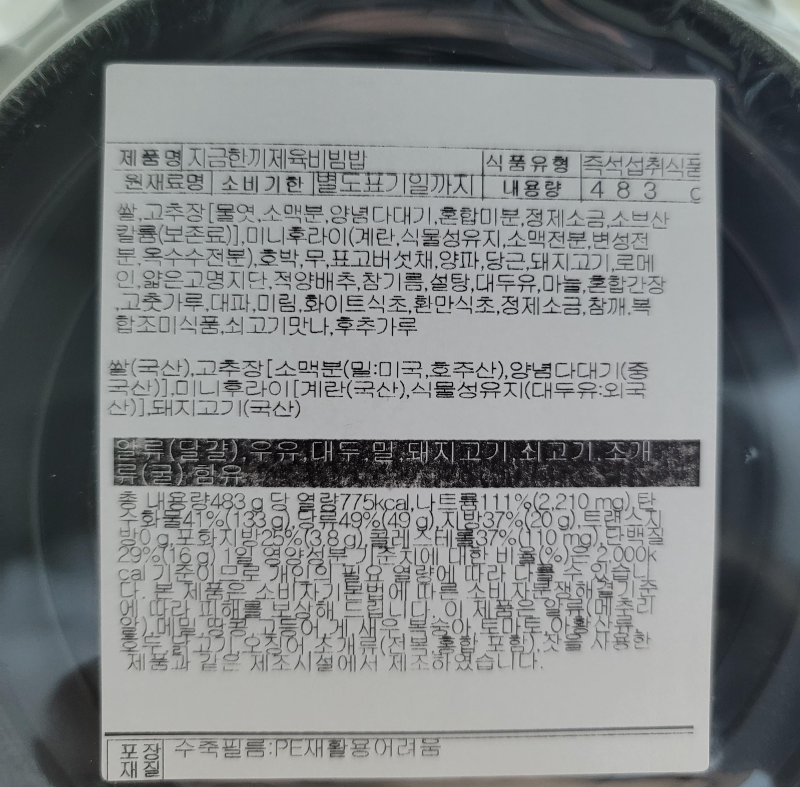 제품명 지금한끼제육비빔밥 식품유형 즉석섭취식품
원재료명 소비기한 별도표기일까지 내용량 483 g
쌀,고추장[물엿,소맥분,양념다대기,혼합미분,정제소금,소브산
칼륨(보존료)],미니후라이(계란,식물성유지,소맥전분,변성전
분,옥수수전분),호박,무,표고버섯채,양파,당근,돼지고기,로메
인,얇은고명지단,적양배추,참기름,설탕,대두유,마늘,혼합간장
,고춧가루,대파,미림,화이트식초,환만식초,정제소금,참깨,복
합조미식품,쇠고기맛나,후추가루
쌀(국산),고추장[소맥분(밀:미국,호주산),양념다대기(중
국산)],미니후라이[계란(국산),식물성유지(대두유:외국
산)],돼지고기(국산)
알류(달걀),우유,대두,밀,돼지고기,쇠고기,조개
류(굴) 함유
총 내용량483 g 당 열량775kcal,나트륨111%(2,210 mg),탄
수화물41%(133 g),당류49%(49 g),지방37%(20 g),트랜스지
방0 g,포화지방25%(3.8 g),콜레스테롤37%(110 mg),단백질
29%(16 g) 1일 영양성분 기준치에 대한 비율(%)은 2,000k
cal 기준이므로 개인의 필요 열량에 따라 다를 수 있습니
다. 본 제품은 소비자기본법에 따른 소비자분쟁해결기준
에 따라 피해를 보상해 드립니다. 이 제품은 알류(메추리
알),메밀,땅콩,고등어,게,새우,복숭아,토마토,아황산류,
호두,닭고기,오징어,조개류(전복,홍합 포함),잣을 사용한
제품과 같은 제조시설에서 제조하였습니다.
포장
재질 수축필름:PE재활용어려움